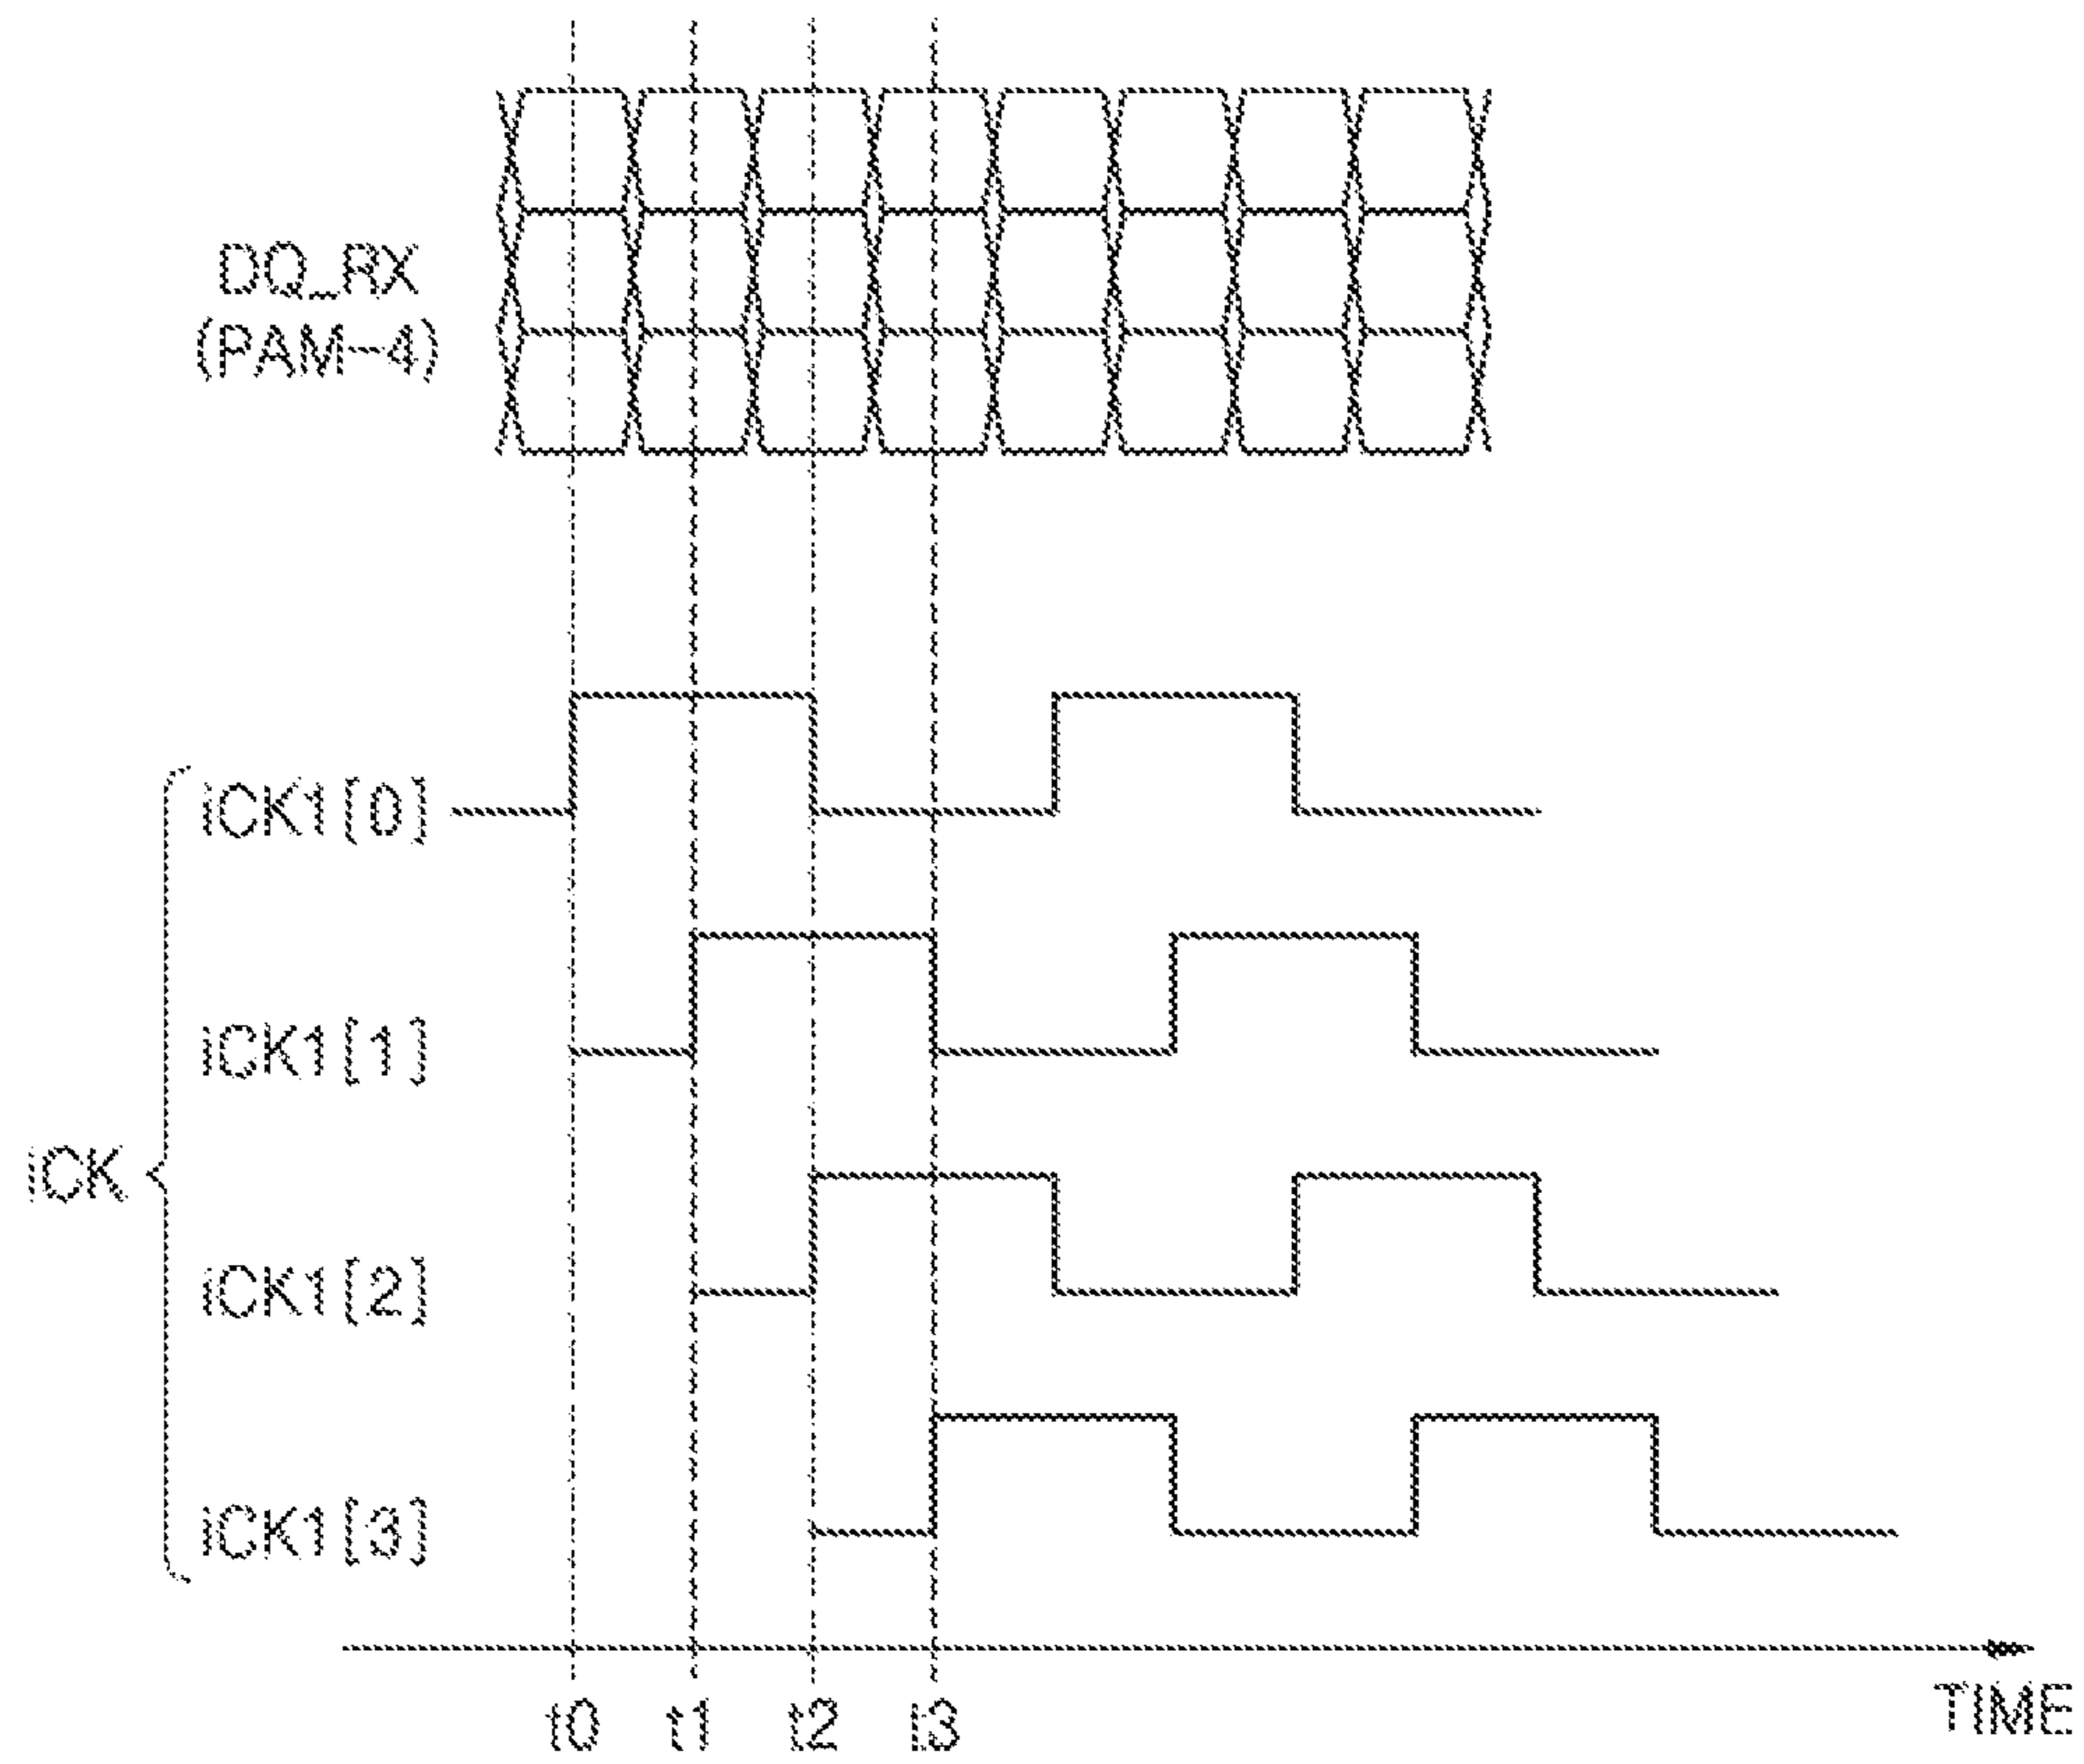 DQ_RX
(PAM-4)
iCK1[0]
iCK1[1]
iCK
iCK1[2]
iCK1[3]
t0 t1 t2 t3
TIME